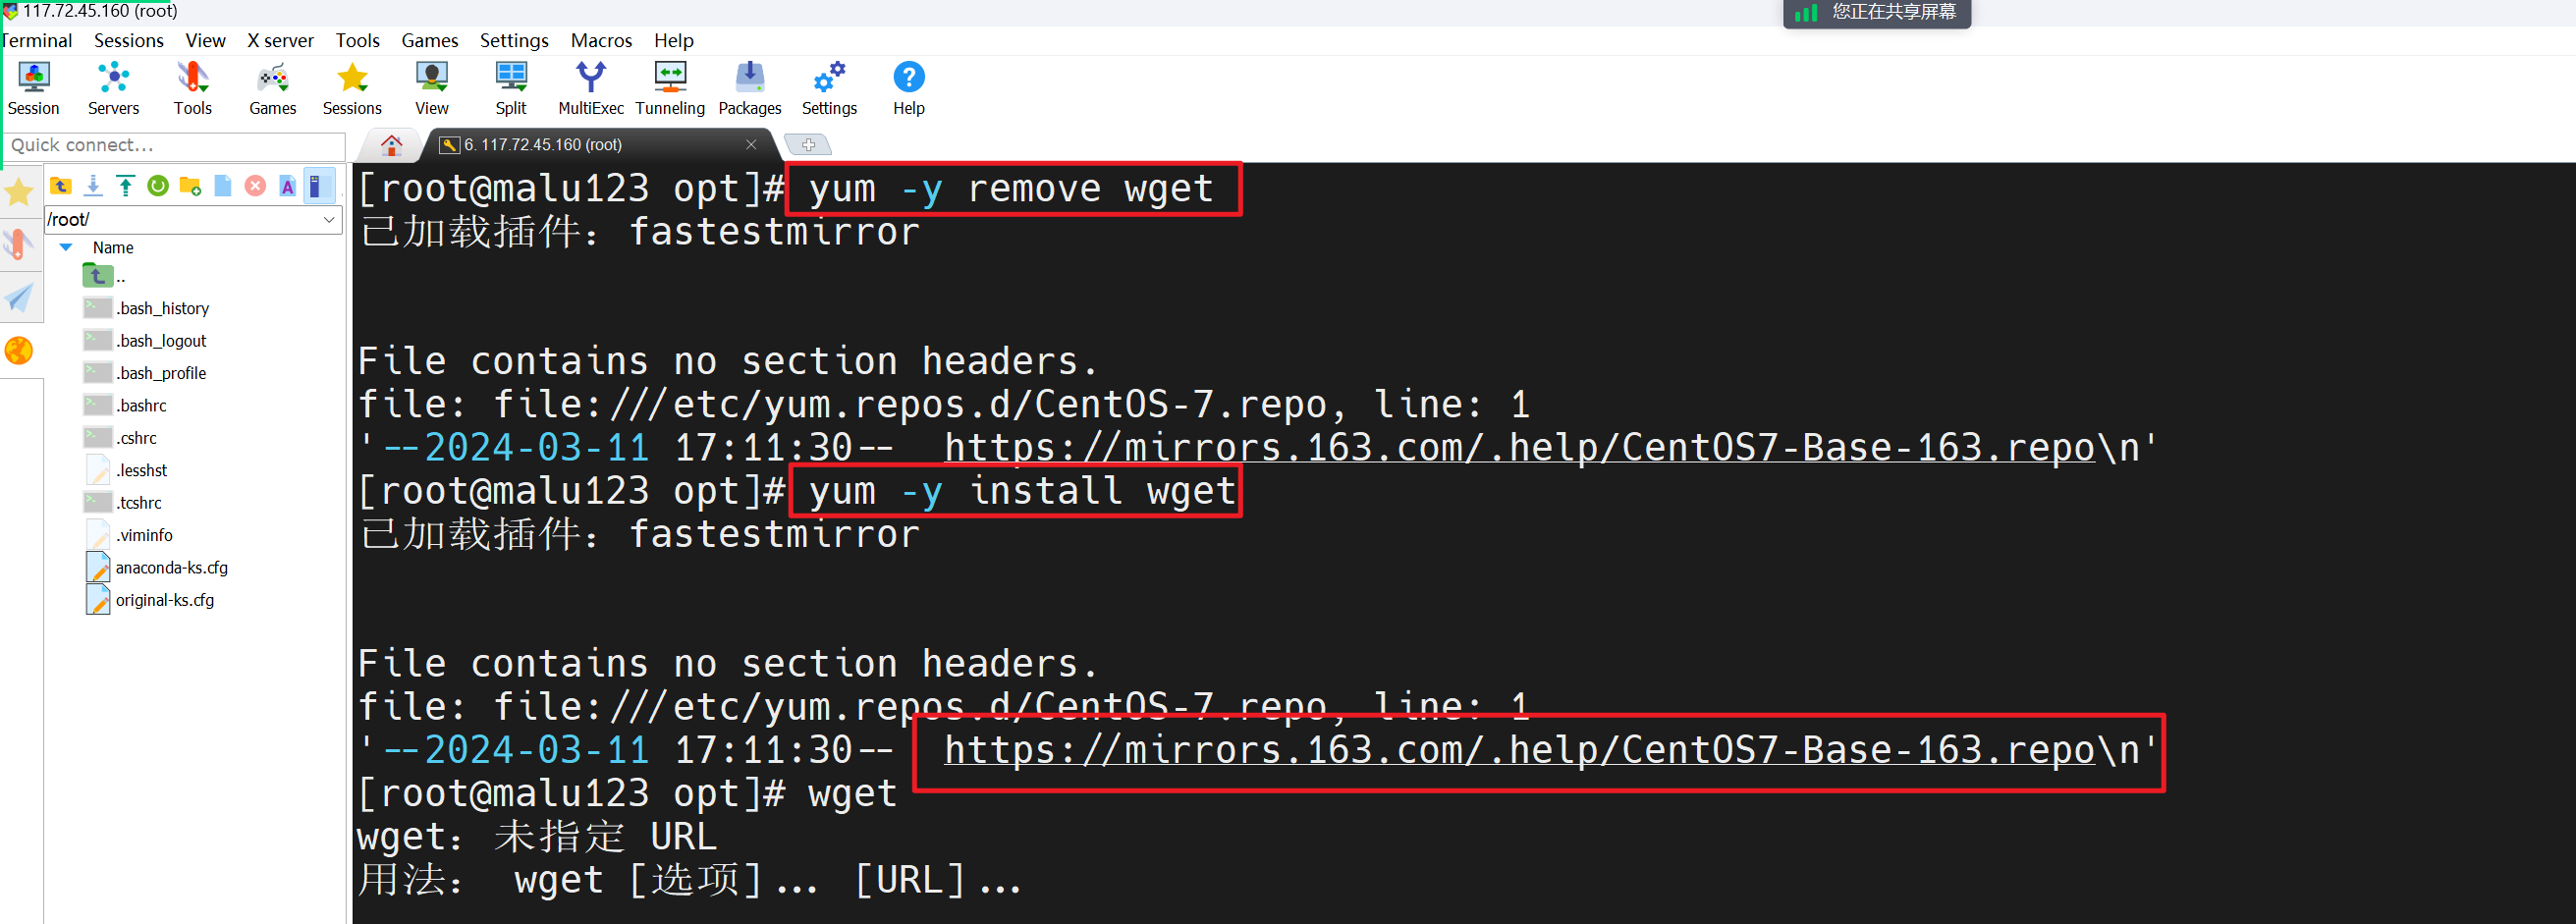 117.72.45.160 (root)
您正在共享屏幕
Terminal Sessions View X server Tools Games Settings Macros Help
Session Servers Tools Games Sessions View Split MultiExec Tunneling Packages Settings Help
Quick connect...
6. 117.72.45.160 (root)
/root/
Name
..
.bash_history
.bash_logout
.bash_profile
.bashrc
.cshrc
.lesshst
.tcshrc
.viminfo
anaconda-ks.cfg
original-ks.cfg
[root@malu123 opt]# yum -y remove wget
已加载插件：fastestmirror
File contains no section headers.
file: file:///etc/yum.repos.d/CentOS-7.repo, line: 1
'--2024-03-11 17:11:30--  https://mirrors.163.com/.help/CentOS7-Base-163.repo\n'
[root@malu123 opt]# yum -y install wget
已加载插件：fastestmirror
File contains no section headers.
file: file:///etc/yum.repos.d/CentOS-7.repo, line: 1
'--2024-03-11 17:11:30--  https://mirrors.163.com/.help/CentOS7-Base-163.repo\n'
[root@malu123 opt]# wget
wget：未指定 URL
用法： wget [选项]... [URL]...